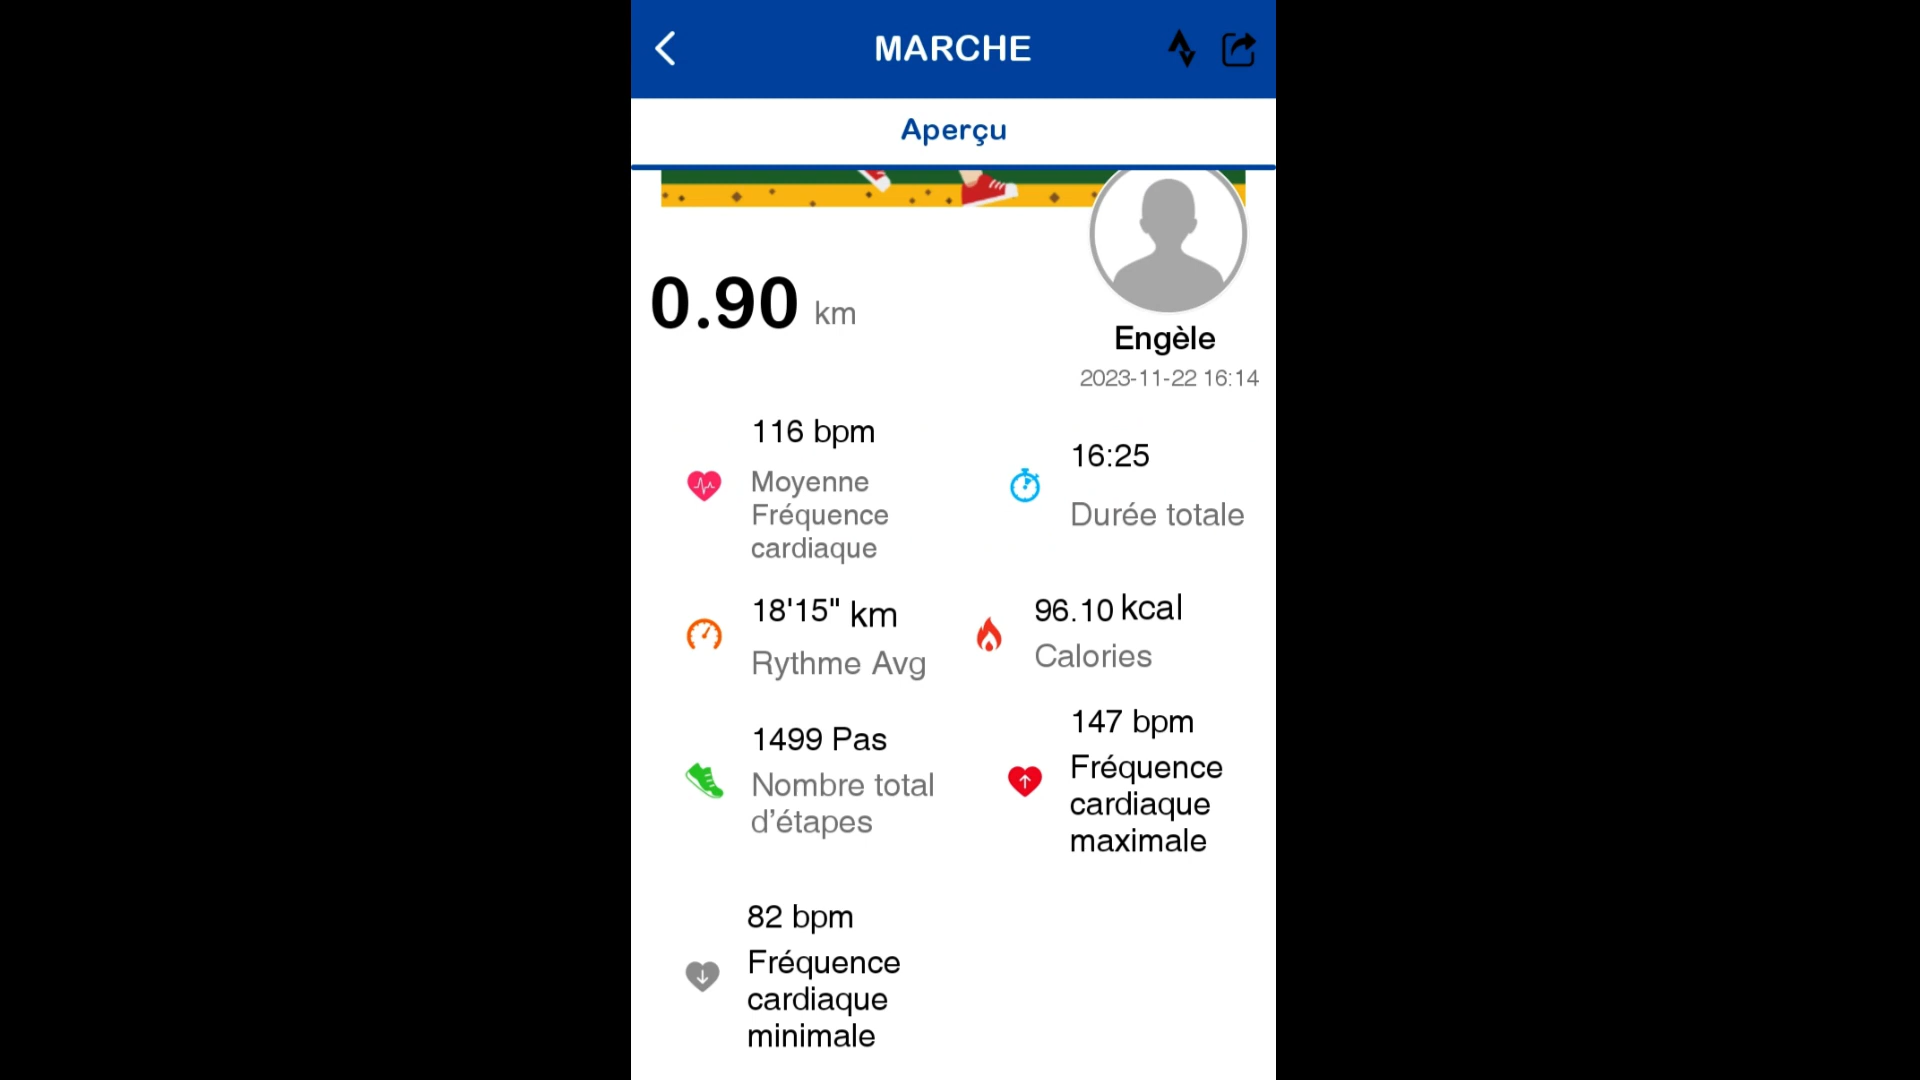 MARCHE
Aperçu
0.90 km
Engèle
2023-11-22 16:14
116 bpm
Moyenne
Fréquence
cardiaque
16:25
Durée totale
18'15" km
Rythme Avg
96.10 kcal
Calories
1499 Pas
Nombre total
d’étapes
147 bpm
Fréquence
cardiaque
maximale
82 bpm
Fréquence
cardiaque
minimale